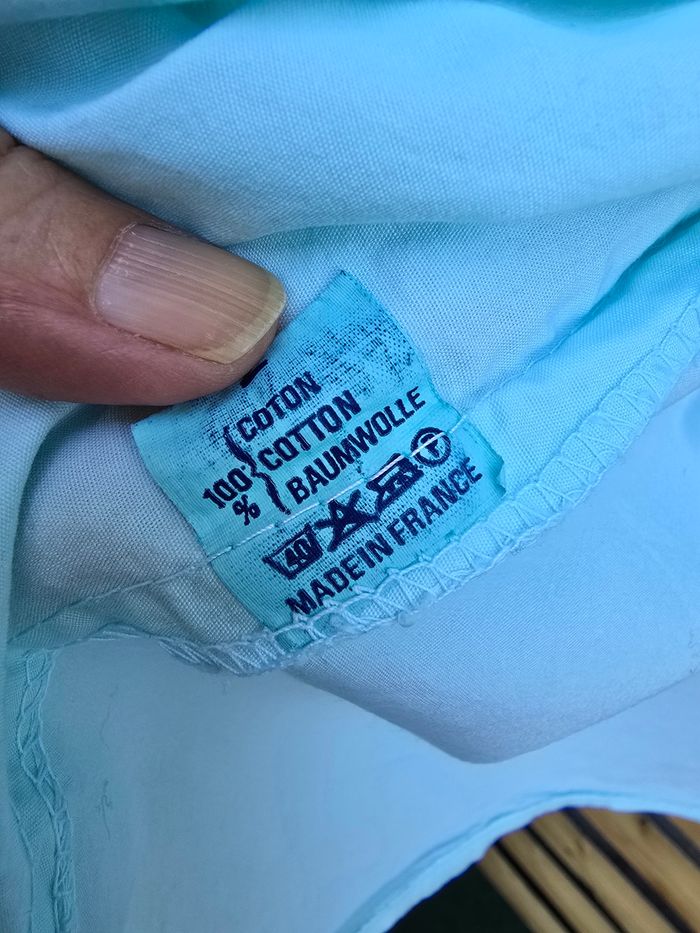 100 % { COTON
COTTON
BAUMWOLLE
40 P
MADE IN FRANCE